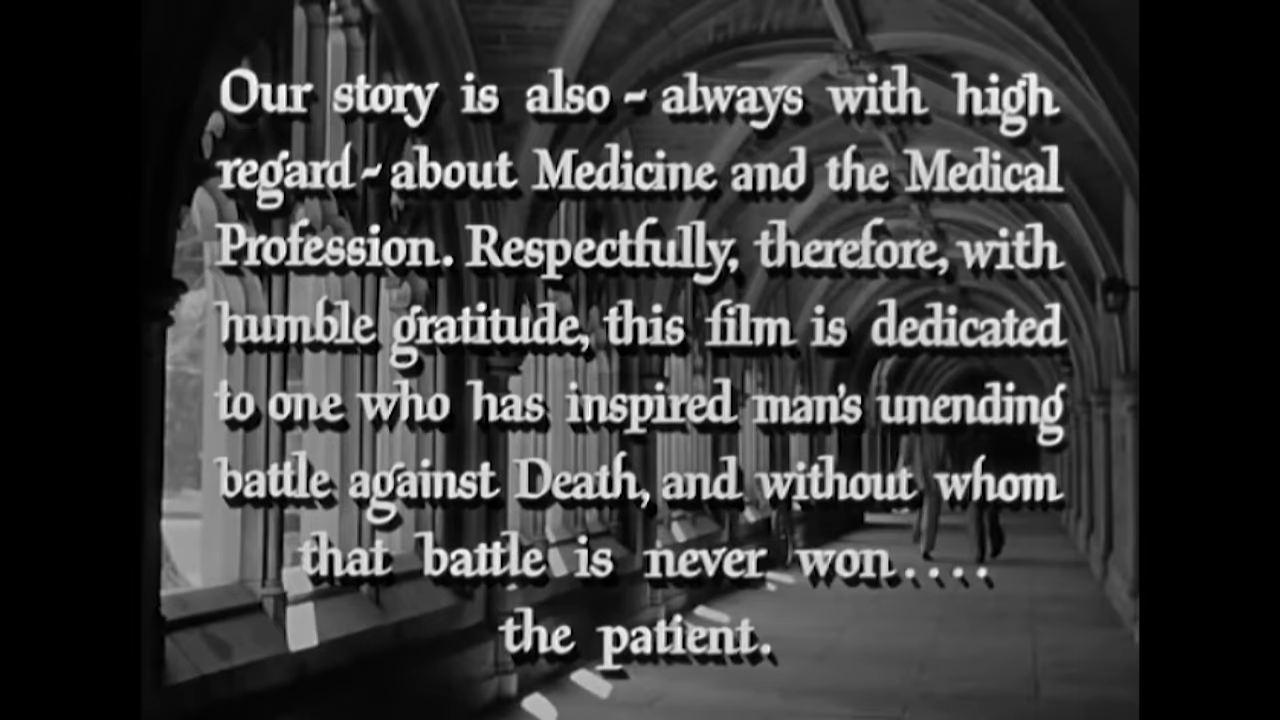 Our story is also ~ always with high
regard ~ about Medicine and the Medical
Profession. Respectfully, therefore, with
humble gratitude, this film is dedicated
to one who has inspired man's unending
battle against Death, and without whom
that battle is never won....
the patient.